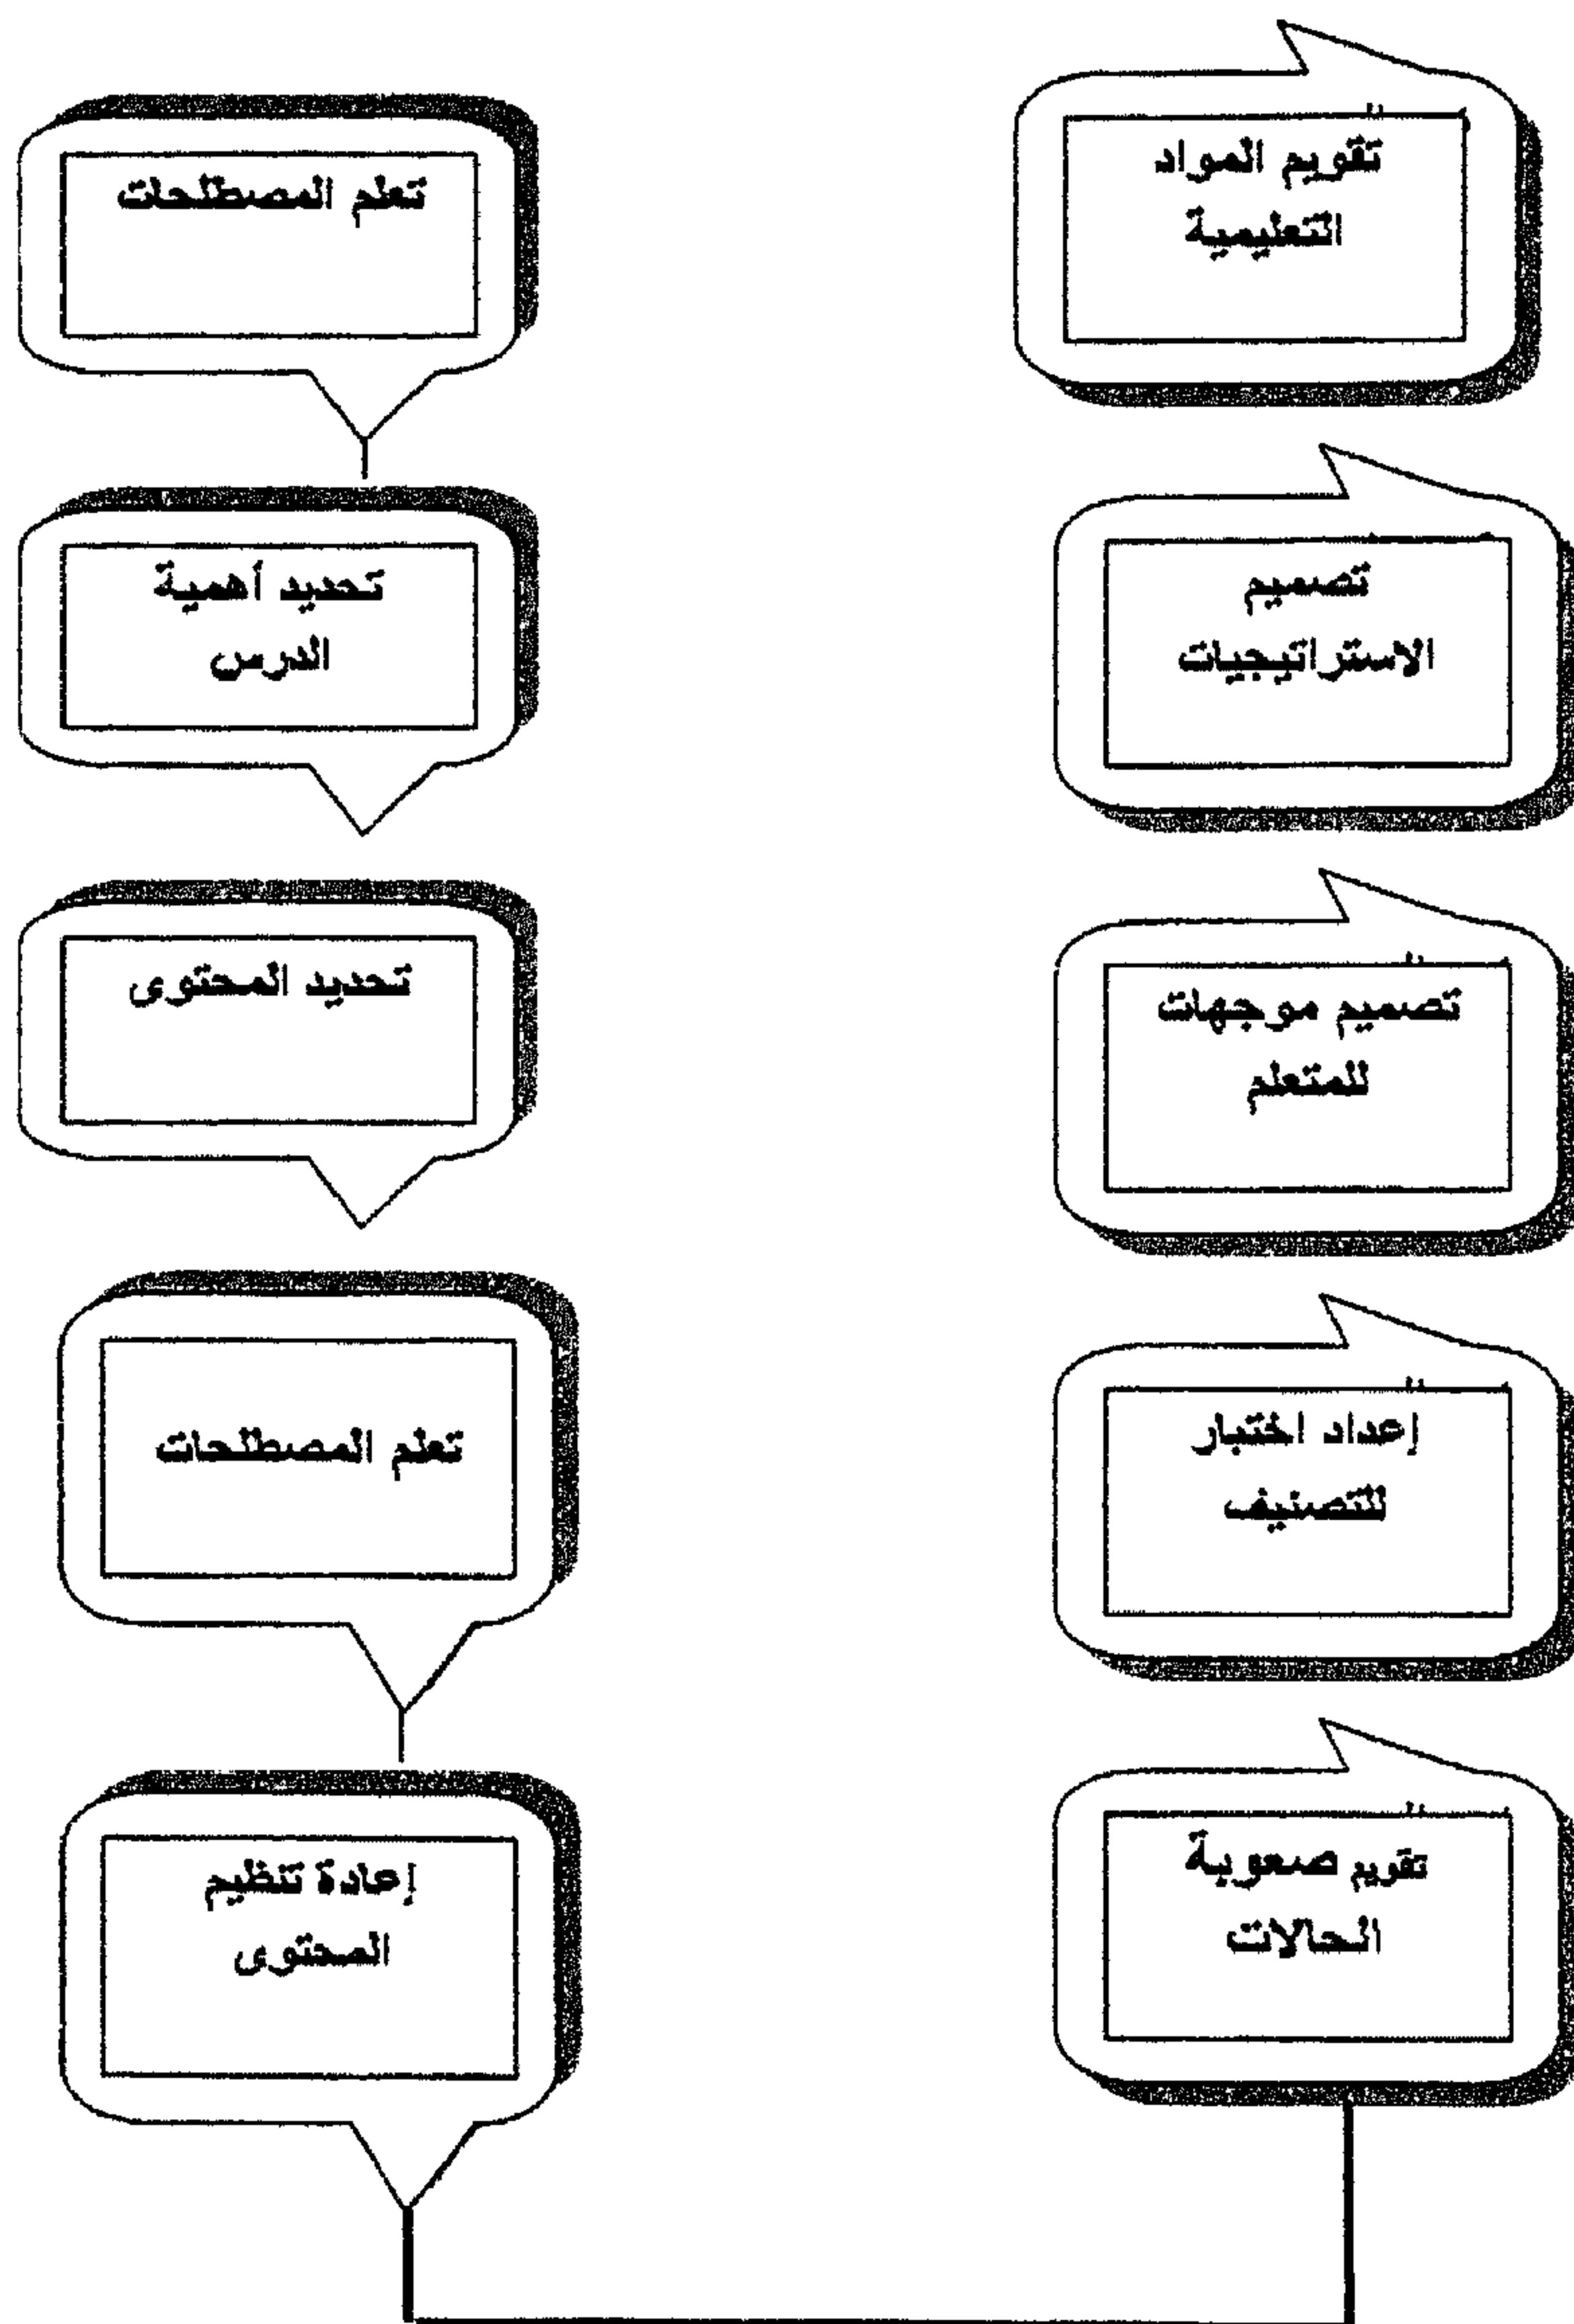 تعلم المصطلحات
تحديد أهمية
الدرس
تحديد المحتوى
تعلم المصطلحات
إعادة تنظيم
المحتوى
تقويم صعوبة
الحالات
إعداد اختبار
للتصنيف
تصميم موجهات
للمتعلم
تصميم
الاستراتيجيات
تقويم المواد
التعليمية